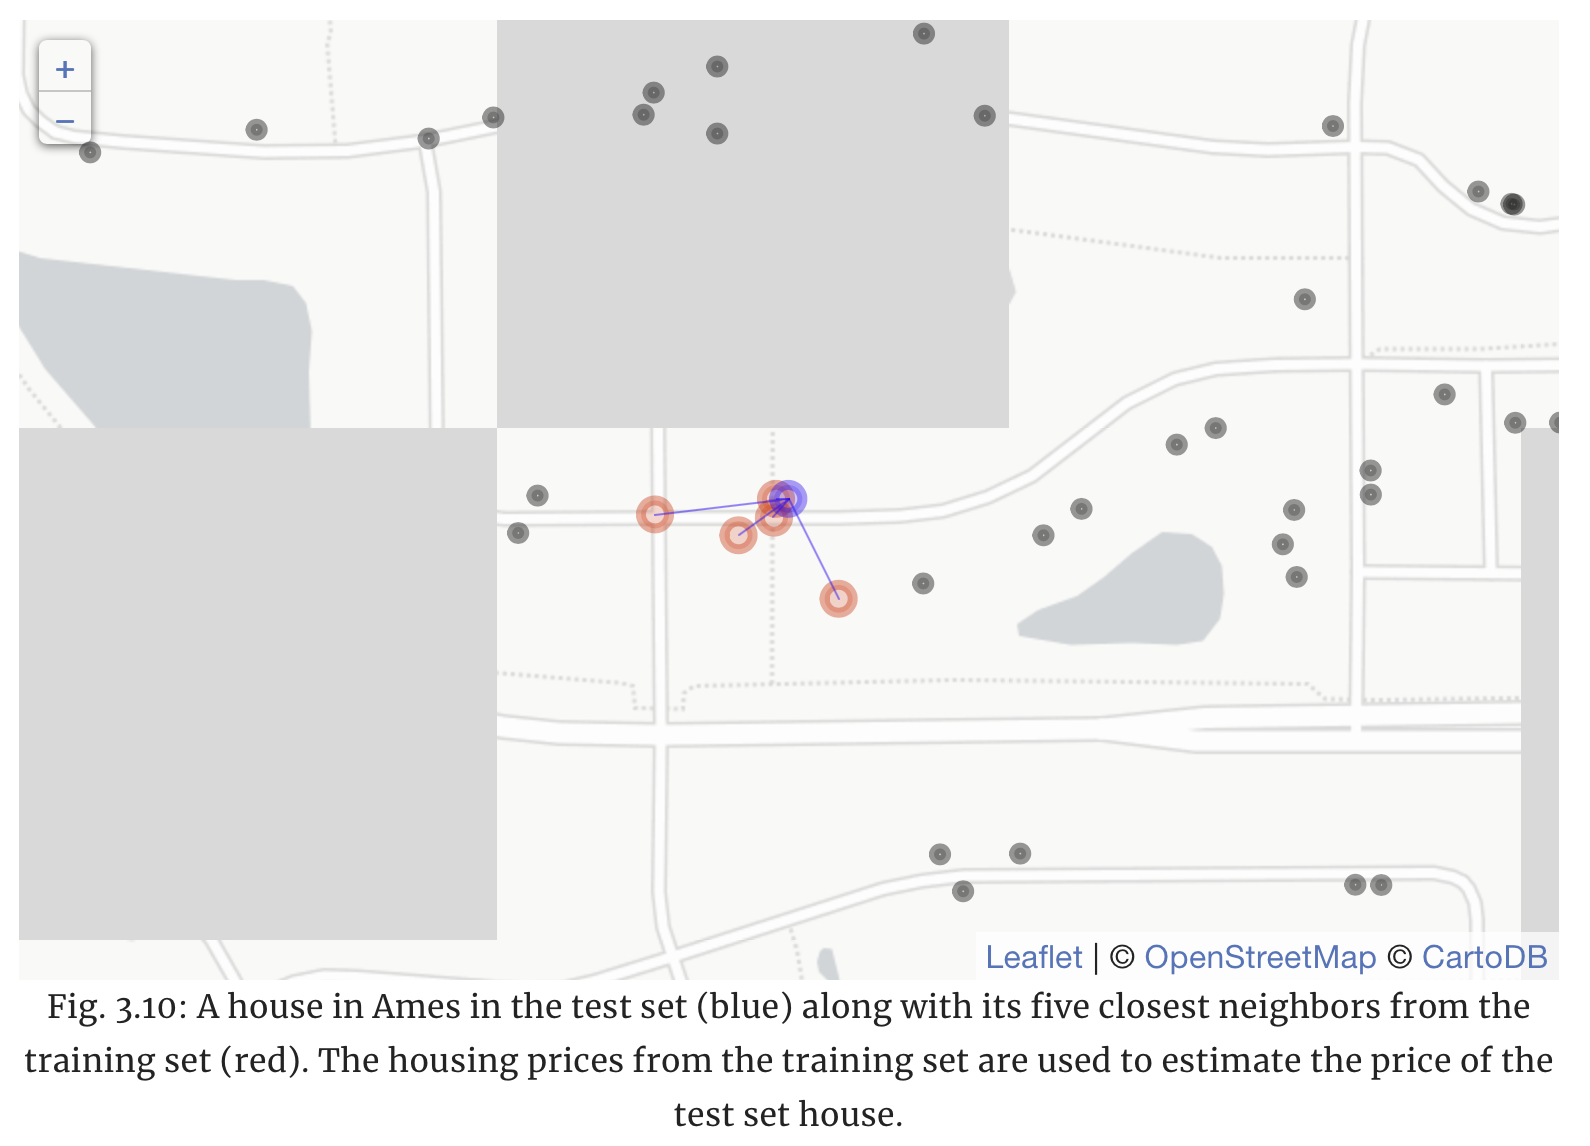 +
−
Leaflet | © OpenStreetMap © CartoDB
Fig. 3.10: A house in Ames in the test set (blue) along with its five closest neighbors from the
training set (red). The housing prices from the training set are used to estimate the price of the
test set house.